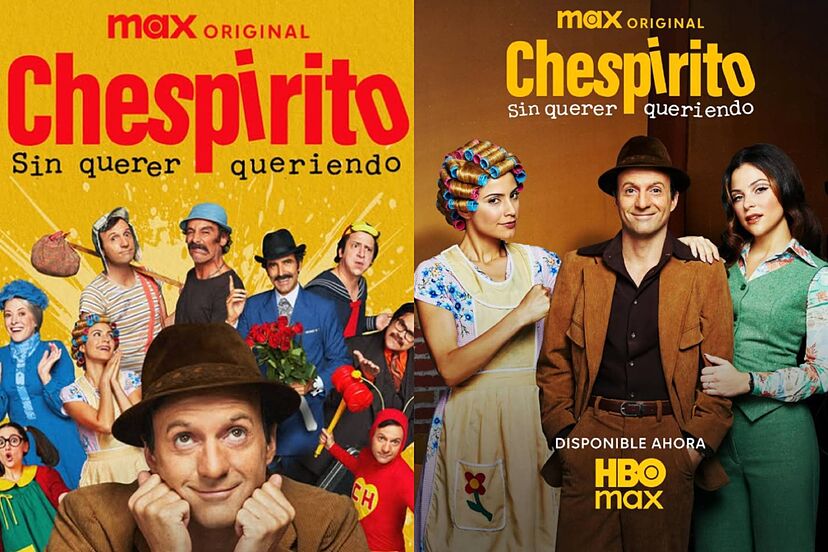 max ORIGINAL
Chespirito
Sin querer queriendo
CH
max ORIGINAL
Chespirito
Sin querer queriendo
DISPONIBLE AHORA
HBO
max